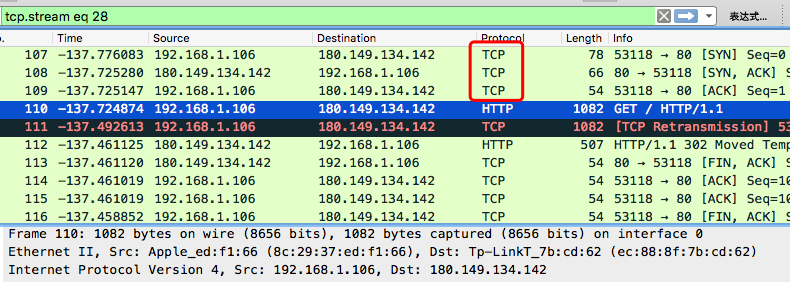 tcp.stream eq 28 表达式...
. Time Source Destination Protocol Length Info
107 −137.776083 192.168.1.106 180.149.134.142 TCP 78 53118 → 80 [SYN] Seq=0
108 −137.725280 180.149.134.142 192.168.1.106 TCP 66 80 → 53118 [SYN, ACK] S
109 −137.725147 192.168.1.106 180.149.134.142 TCP 54 53118 → 80 [ACK] Seq=1
110 −137.724874 192.168.1.106 180.149.134.142 HTTP 1082 GET / HTTP/1.1
111 −137.492613 192.168.1.106 180.149.134.142 TCP 1082 [TCP Retransmission] 53
112 −137.461125 180.149.134.142 192.168.1.106 HTTP 507 HTTP/1.1 302 Moved Temp
113 −137.461120 180.149.134.142 192.168.1.106 TCP 54 80 → 53118 [FIN, ACK] S
114 −137.461019 192.168.1.106 180.149.134.142 TCP 54 53118 → 80 [ACK] Seq=10
115 −137.461019 192.168.1.106 180.149.134.142 TCP 54 53118 → 80 [ACK] Seq=10
116 −137.458852 192.168.1.106 180.149.134.142 TCP 54 53118 → 80 [FIN, ACK] S
Frame 110: 1082 bytes on wire (8656 bits), 1082 bytes captured (8656 bits) on interface 0
Ethernet II, Src: Apple_ed:f1:66 (8c:29:37:ed:f1:66), Dst: Tp-LinkT_7b:cd:62 (ec:88:8f:7b:cd:62)
Internet Protocol Version 4, Src: 192.168.1.106, Dst: 180.149.134.142